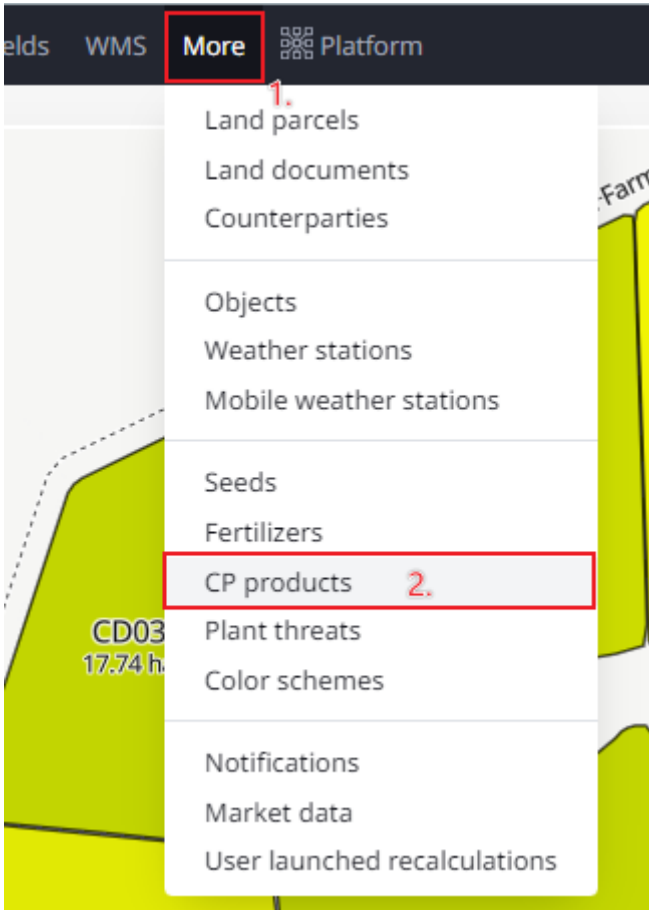 elds WMS More Platform
1.
Land parcels
Land documents
-Farm
Counterparties
Objects
Weather stations
Mobile weather stations
Seeds
Fertilizers
CP products 2.
CD03
Plant threats
17.74 ha
Color schemes
Notifications
Market data
User launched recalculations